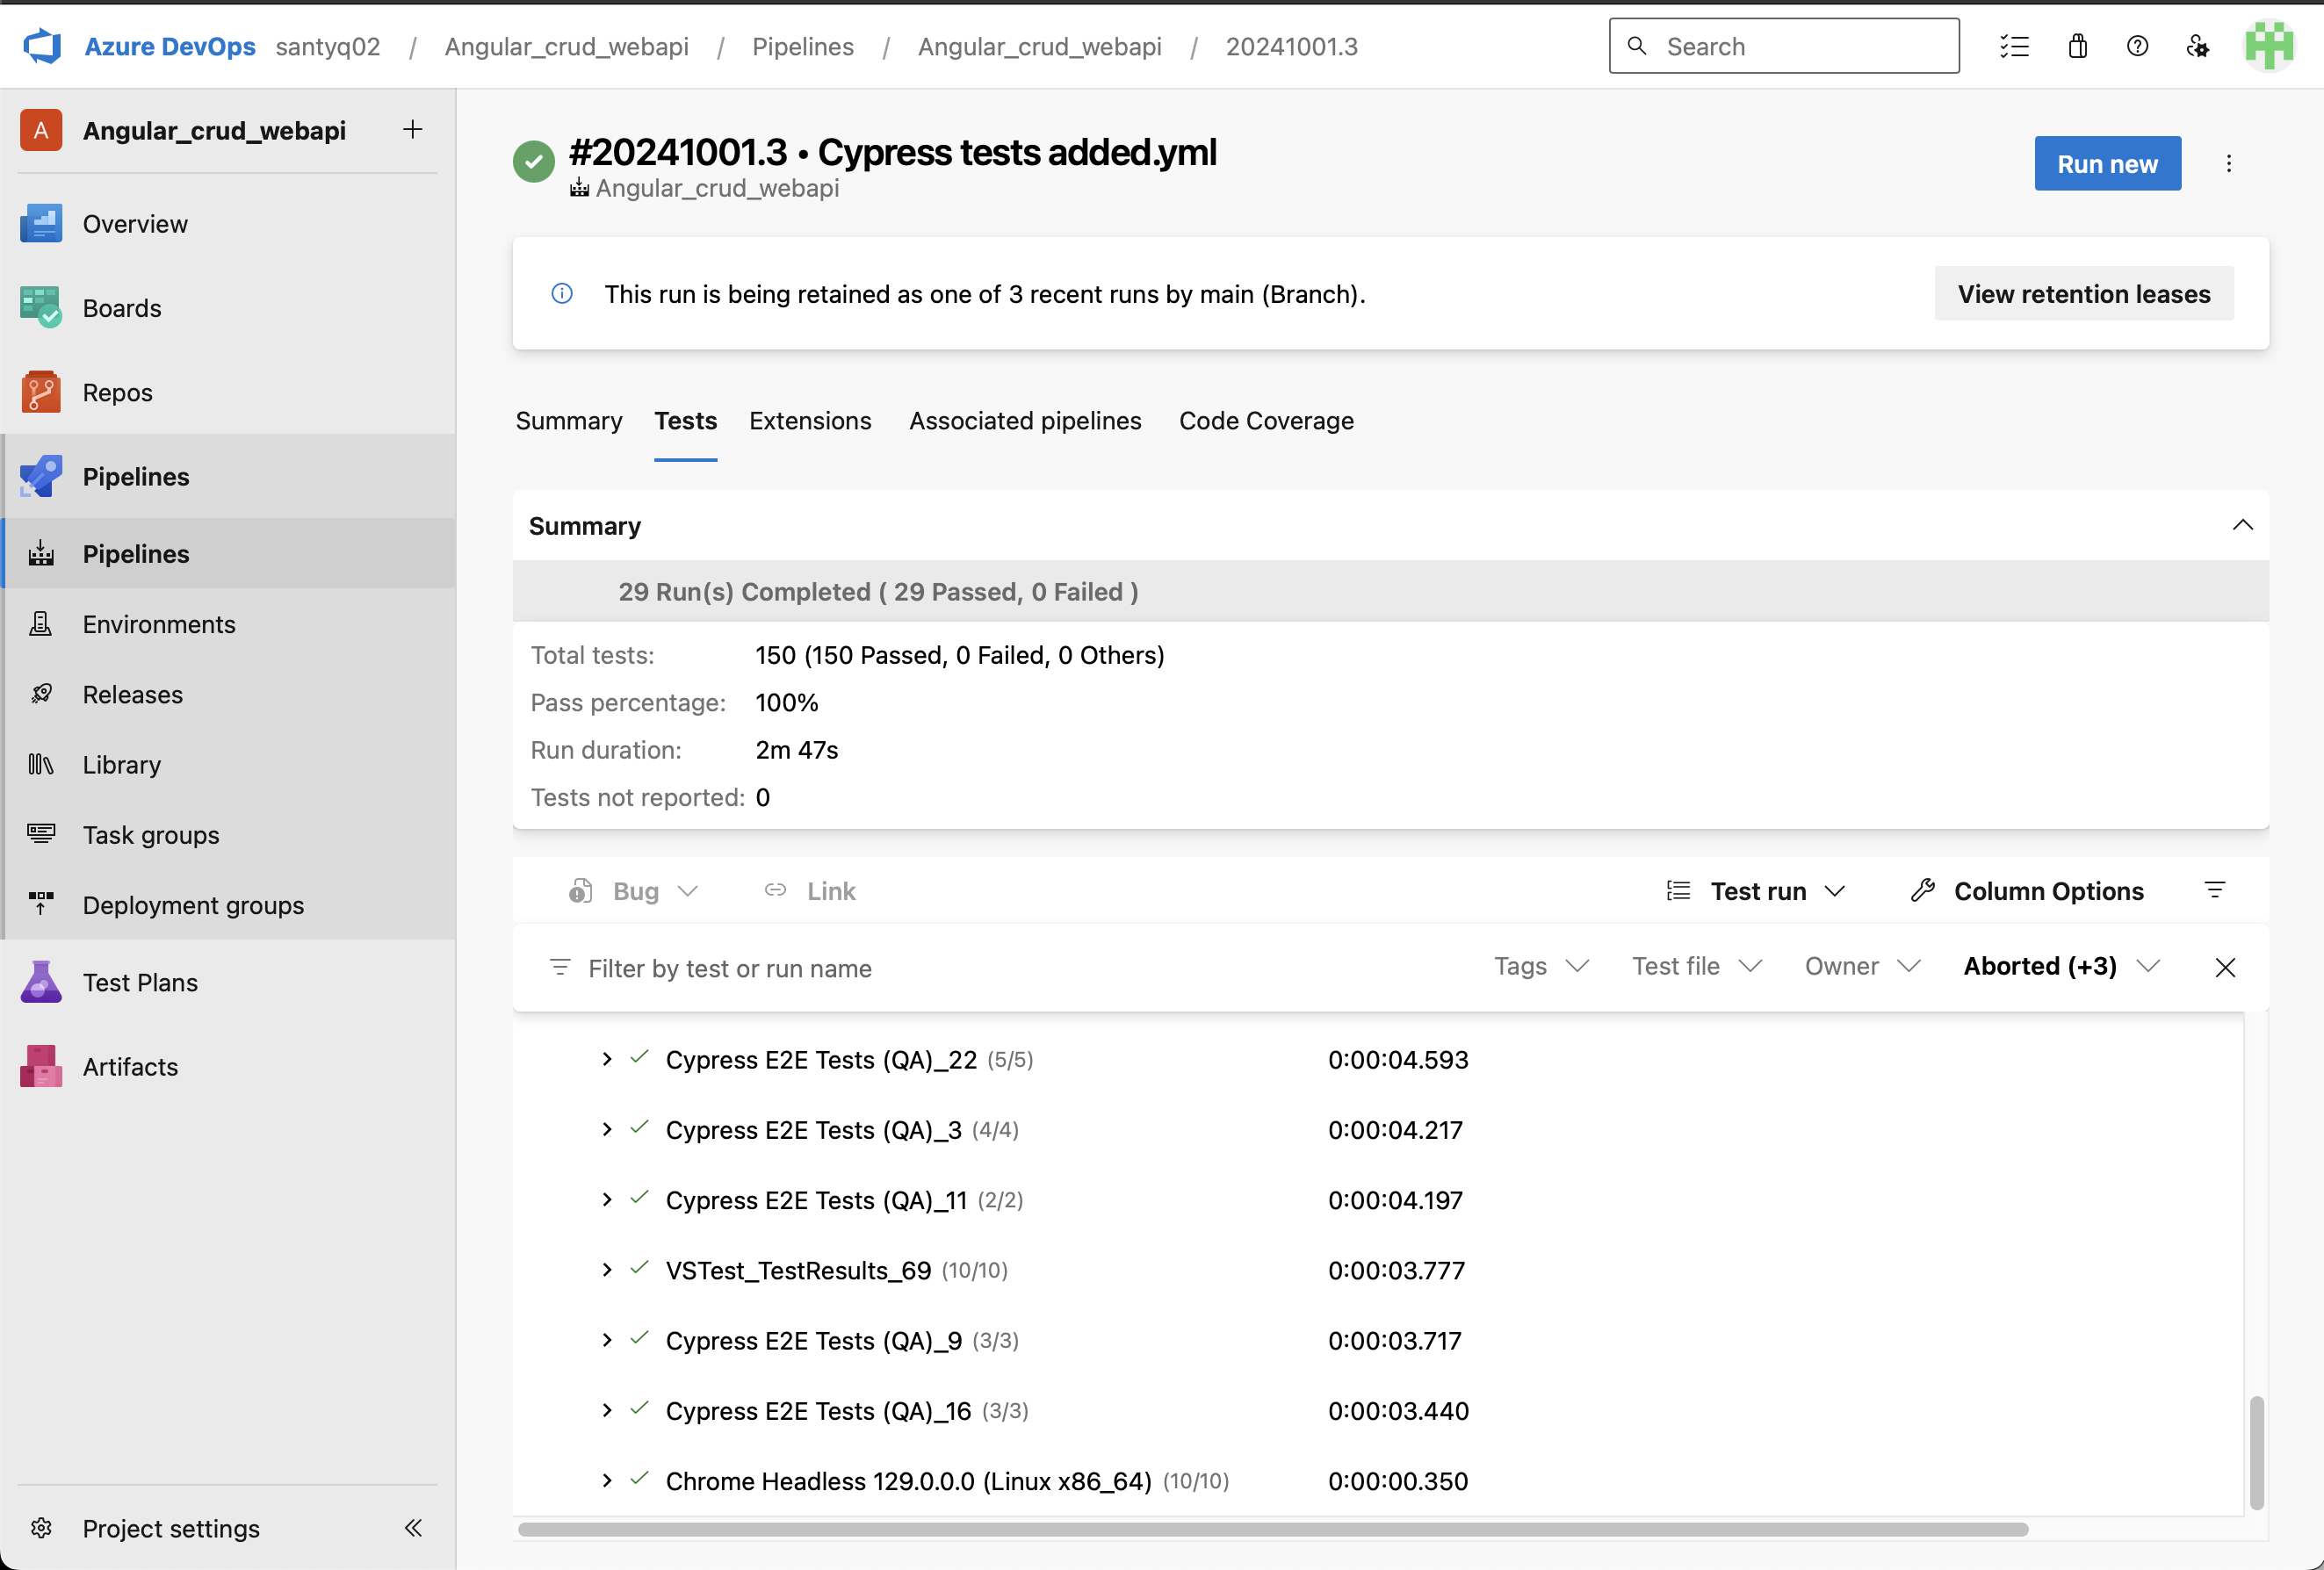 Azure DevOps santyq02 / Angular_crud_webapi / Pipelines / Angular_crud_webapi / 20241001.3
Search
A Angular_crud_webapi
Overview
Boards
Repos
Pipelines
Pipelines
Environments
Releases
Library
Task groups
Deployment groups
Test Plans
Artifacts
Project settings
#20241001.3 • Cypress tests added.yml
Angular_crud_webapi
Run new
This run is being retained as one of 3 recent runs by main (Branch).
View retention leases
Summary Tests Extensions Associated pipelines Code Coverage
Summary
29 Run(s) Completed ( 29 Passed, 0 Failed )
Total tests: 150 (150 Passed, 0 Failed, 0 Others)
Pass percentage: 100%
Run duration: 2m 47s
Tests not reported: 0
Bug Link Test run Column Options
Filter by test or run name Tags Test file Owner Aborted (+3)
Cypress E2E Tests (QA)_22 (5/5) 0:00:04.593
Cypress E2E Tests (QA)_3 (4/4) 0:00:04.217
Cypress E2E Tests (QA)_11 (2/2) 0:00:04.197
VSTest_TestResults_69 (10/10) 0:00:03.777
Cypress E2E Tests (QA)_9 (3/3) 0:00:03.717
Cypress E2E Tests (QA)_16 (3/3) 0:00:03.440
Chrome Headless 129.0.0.0 (Linux x86_64) (10/10) 0:00:00.350